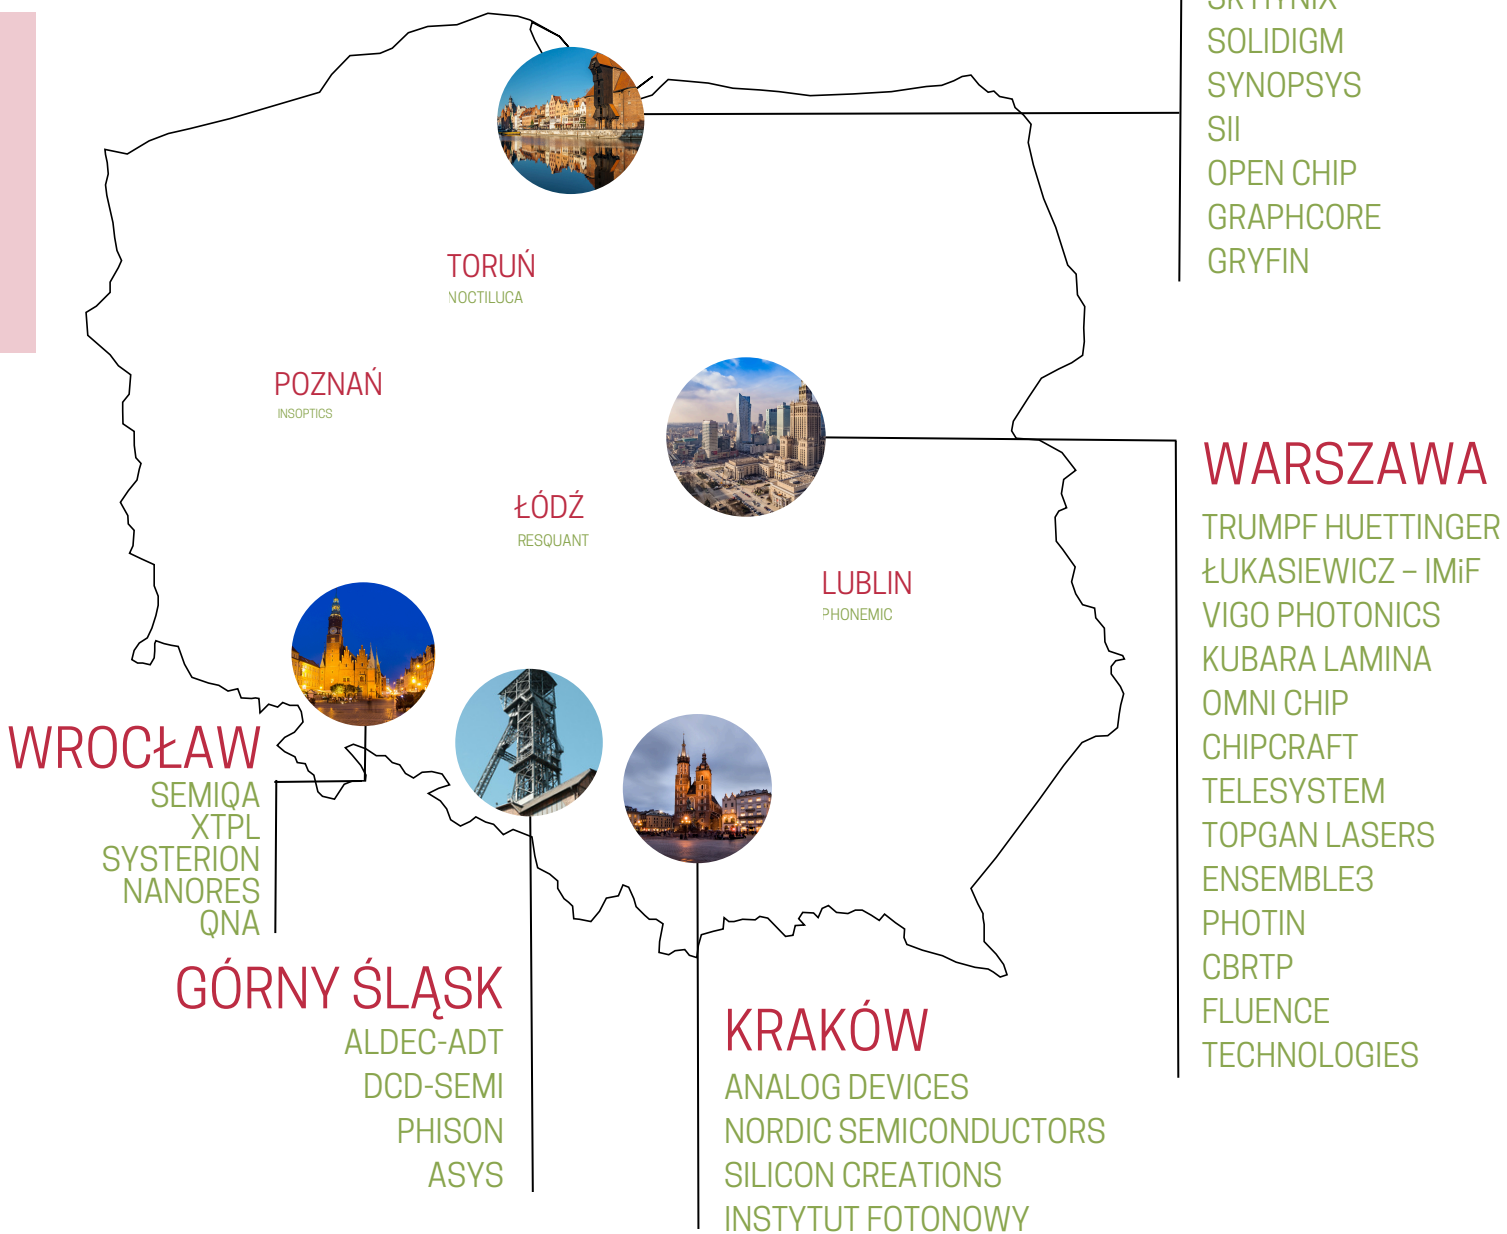 SOLIDIGM
SYNOPSYS
SII
OPEN CHIP
GRAPHCORE
GRYFIN
TORUŃ
NOCTILUCA
POZNAŃ
INSOPTICS
ŁÓDŹ
RESQUANT
LUBLIN
PHONEMIC
WARSZAWA
TRUMPF HUETTINGER
ŁUKASIEWICZ – IMiF
VIGO PHOTONICS
KUBARA LAMINA
OMNI CHIP
CHIPCRAFT
TELESYSTEM
TOPGAN LASERS
ENSEMBLE3
PHOTIN
CBRTP
FLUENCE
TECHNOLOGIES
WROCŁAW
SEMIQA
XTPL
SYSTERION
NANORES
QNA
GÓRNY ŚLĄSK
ALDEC-ADT
DCD-SEMI
PHISON
ASYS
KRAKÓW
ANALOG DEVICES
NORDIC SEMICONDUCTORS
SILICON CREATIONS
INSTYTUT FOTONOWY